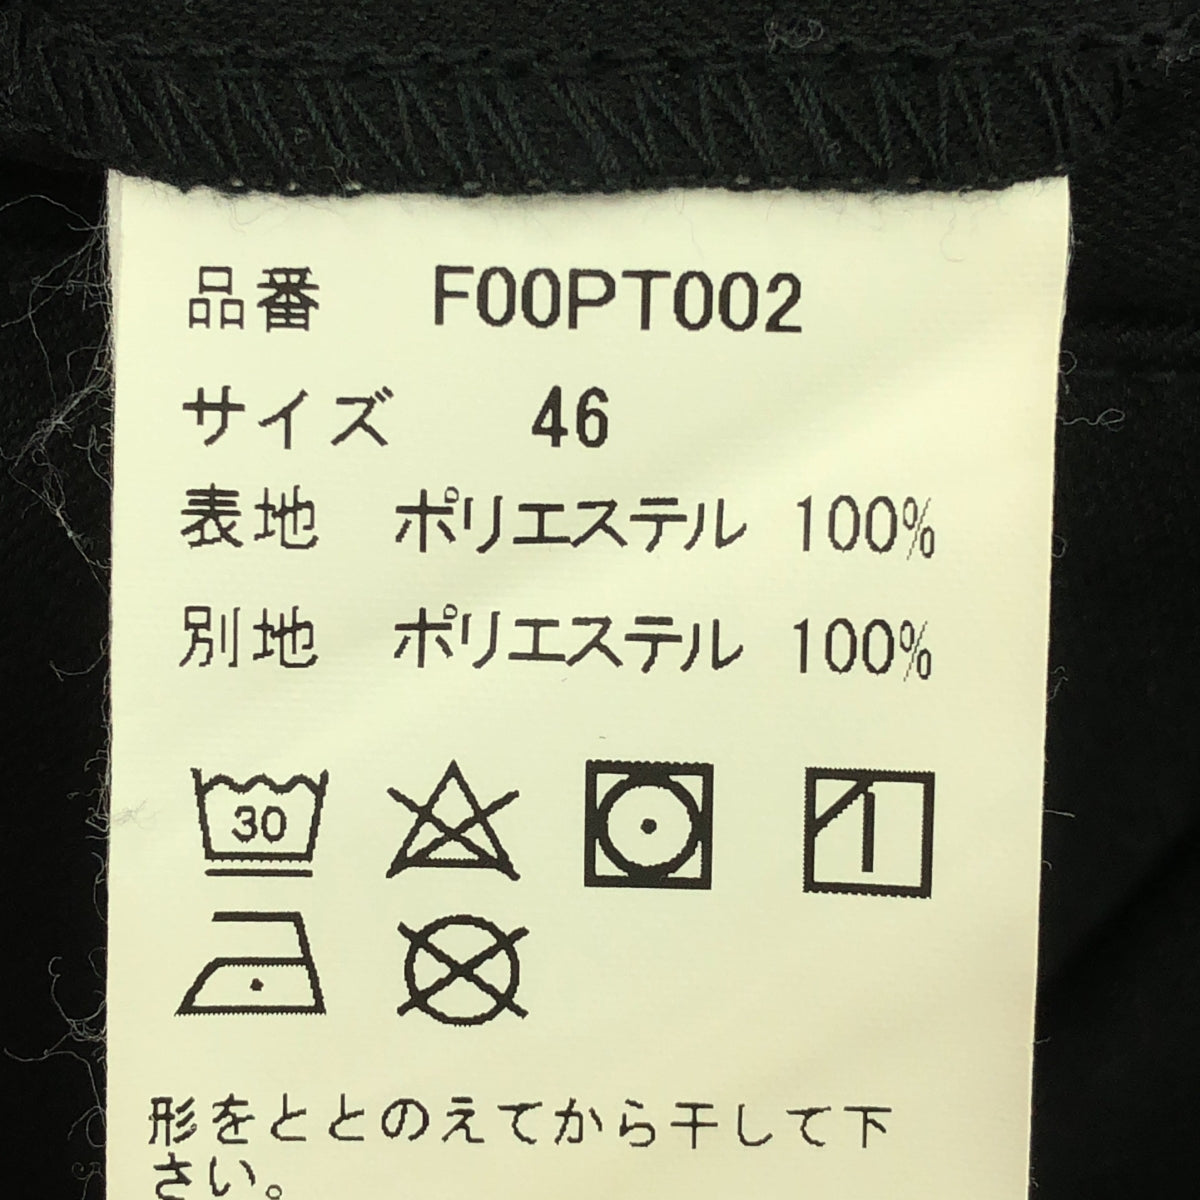 品番 F00PT002
サイズ 46
表地 ポリエステル 100%
別地 ポリエステル 100%
30
形をととのえてから干して下
さい。